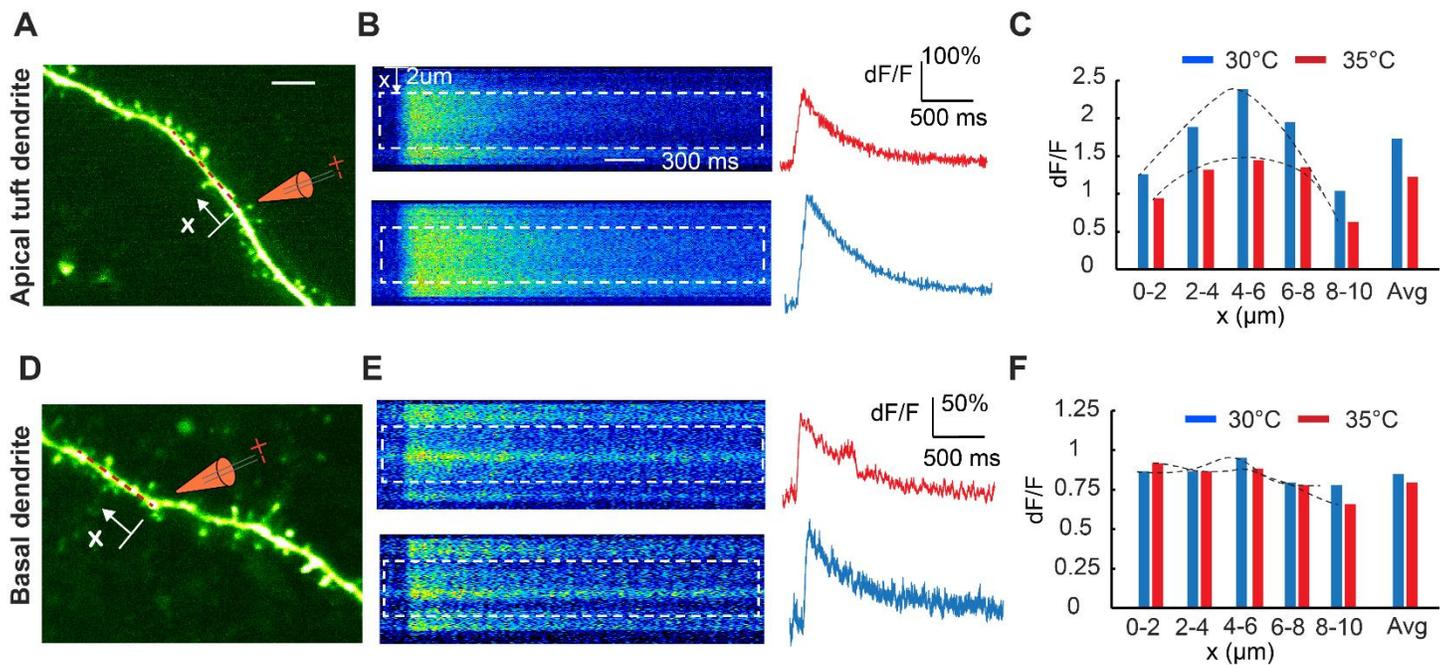 A
B
C
Apical tuft dendrite
x
x
2um
300 ms
dF/F
100%
500 ms
30°C
35°C
dF/F
2.5
2
1.5
1
0.5
0
0-2
2-4
4-6
6-8
8-10
Avg
x (µm)
D
E
F
Basal dendrite
x
dF/F
50%
500 ms
30°C
35°C
dF/F
1.25
1
0.75
0.5
0.25
0
0-2
2-4
4-6
6-8
8-10
Avg
x (µm)